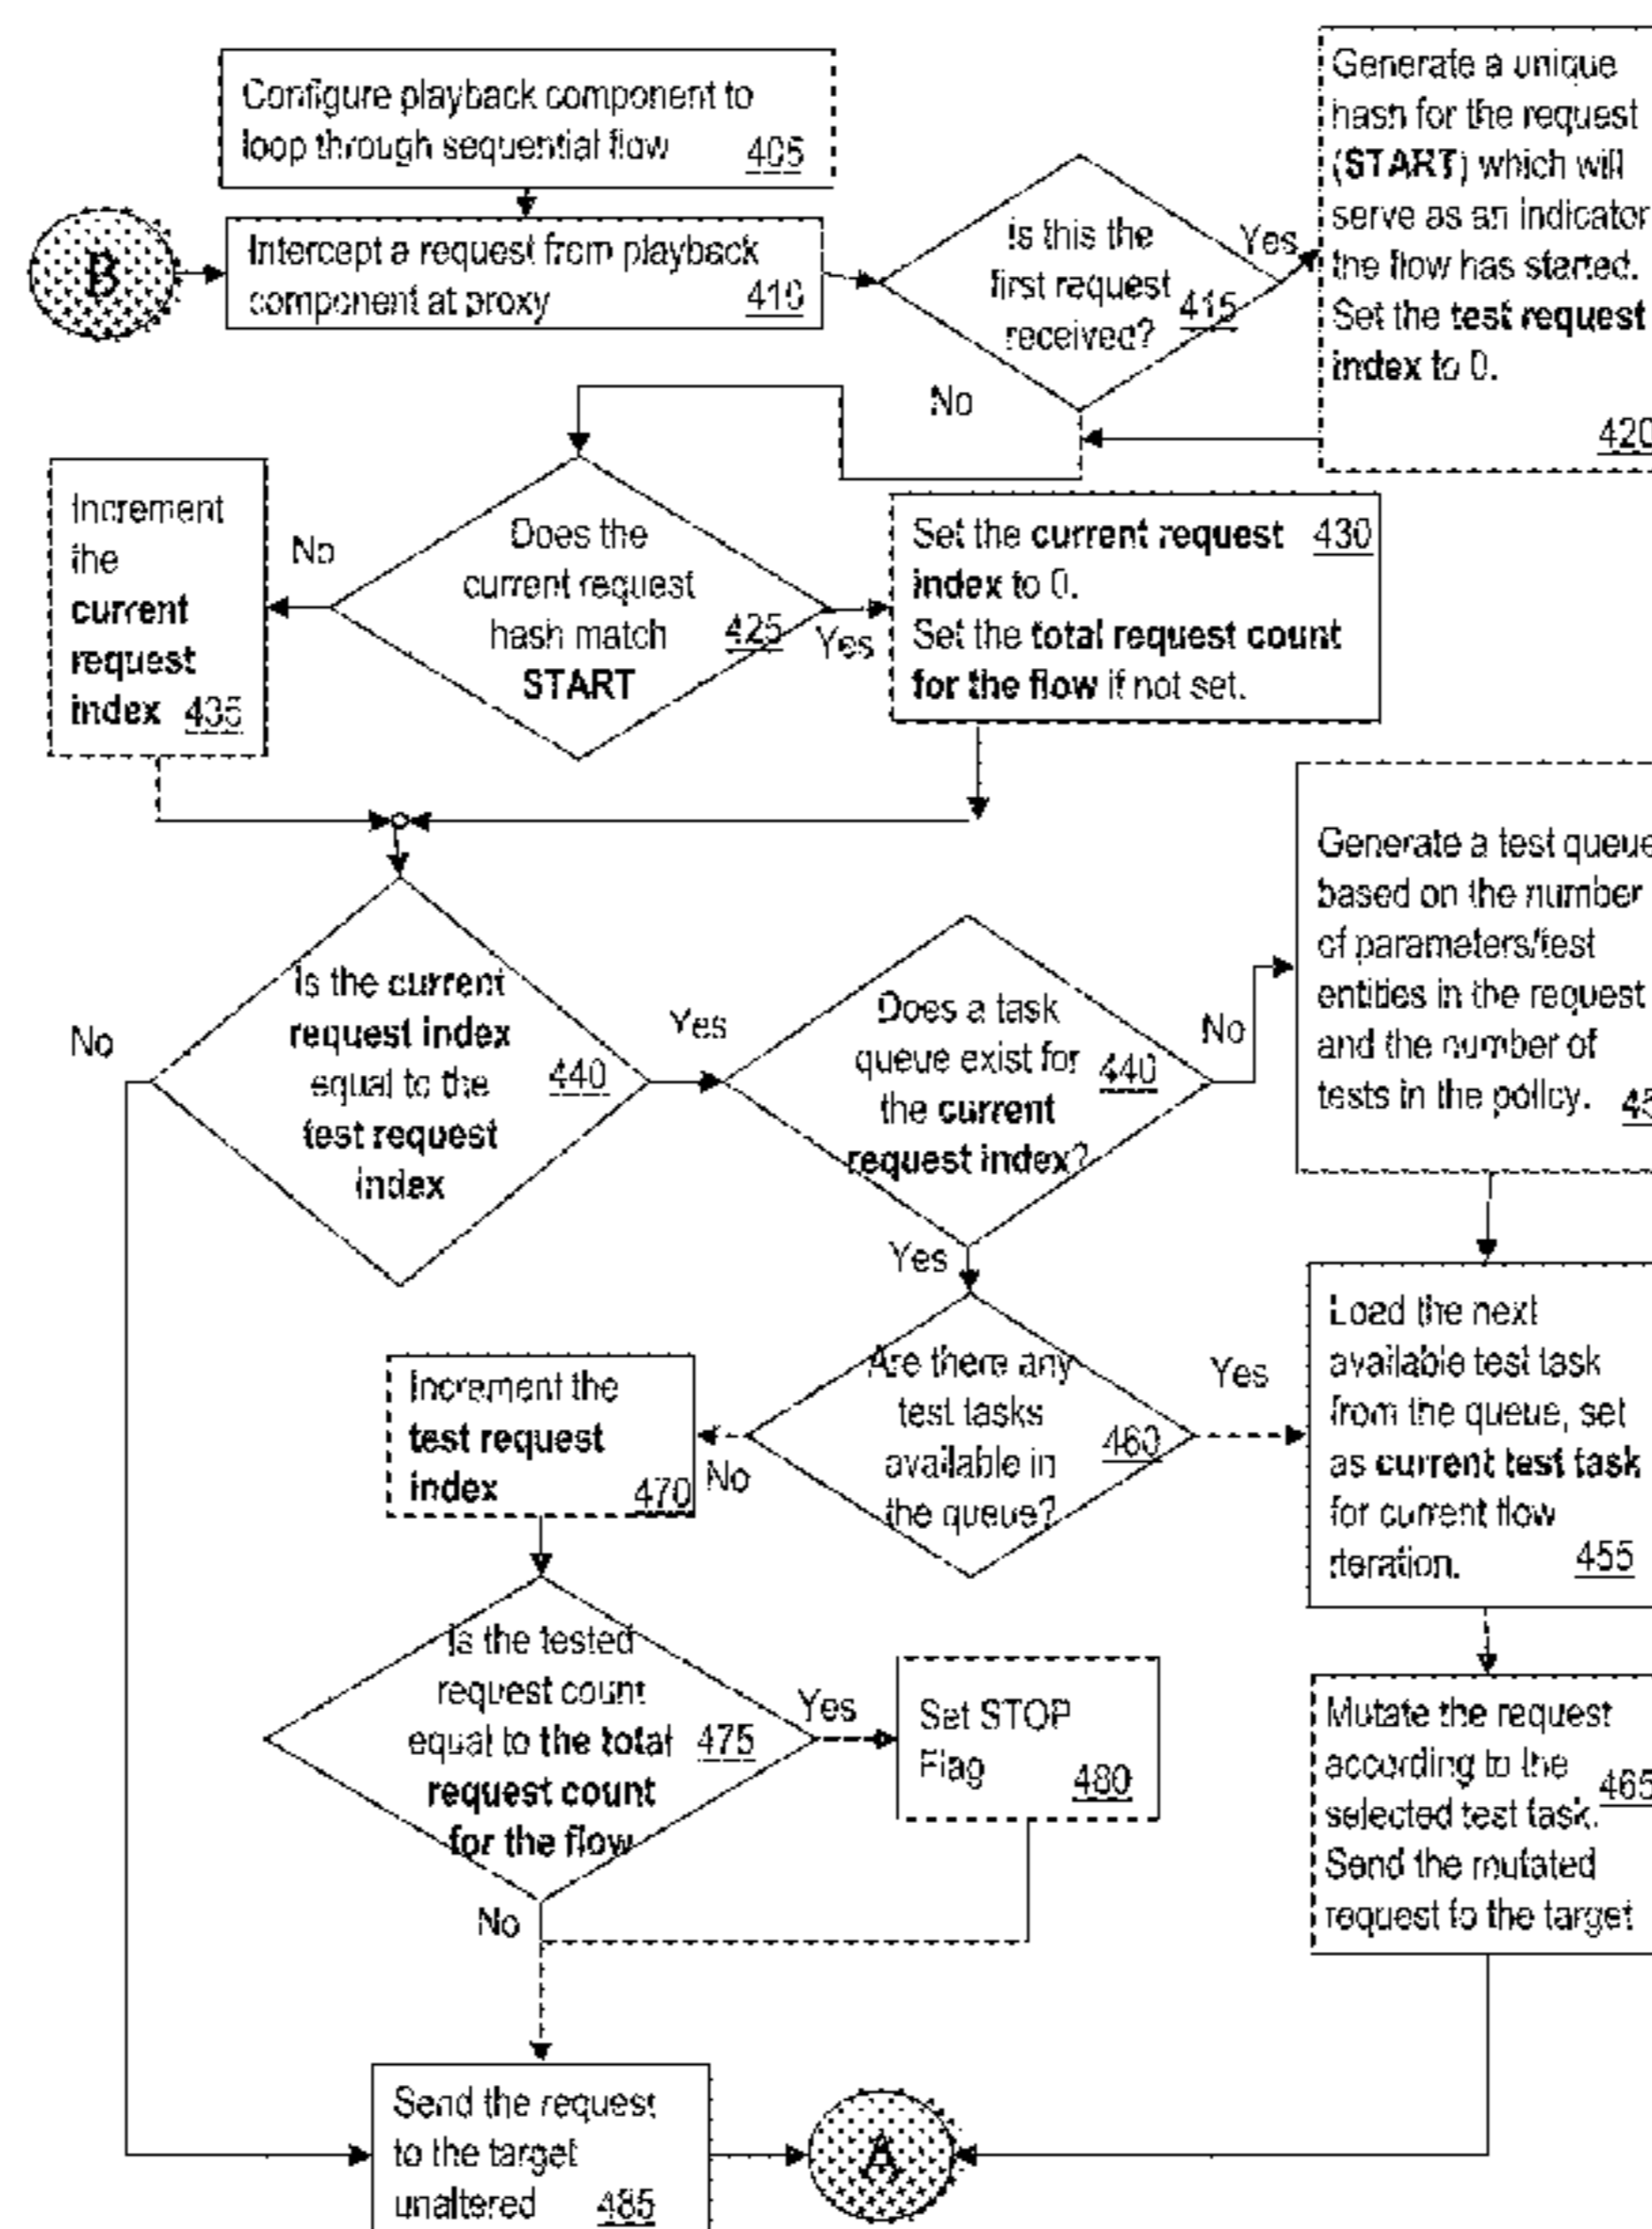 Configure playback component to
loop through sequential flow 405
B
Intercept a request from playback
component at proxy 410
Is this the
first request
received? 415
Yes
Generate a unique
hash for the request
(START) which will
serve as an indicator
the flow has started.
Set the test request
index to 0.
420
No
Increment
the
current
request
index 435
No
Does the
current request
hash match
START
425
Yes
Set the current request 430
index to 0.
Set the total request count
for the flow if not set.
No
Is the current
request index
equal to the 440
test request
index
Yes
Does a task
queue exist for 440
the current
request index?
No
Generate a test queue
based on the number
of parameters/test
entities in the request
and the number of
tests in the policy.
Yes
Increment the
test request
index 470
No
Are there any
test tasks
available in 460
the queue?
Yes
Load the next
available test task
from the queue, set
as current test task
for current flow
iteration. 455
Is the tested
request count
equal to the total 475
request count
for the flow
Yes
Set STOP
Flag 480
Mutate the request
according to the 465
selected test task.
Send the mutated
request to the target
No
Send the request
to the target
unaltered 485
A